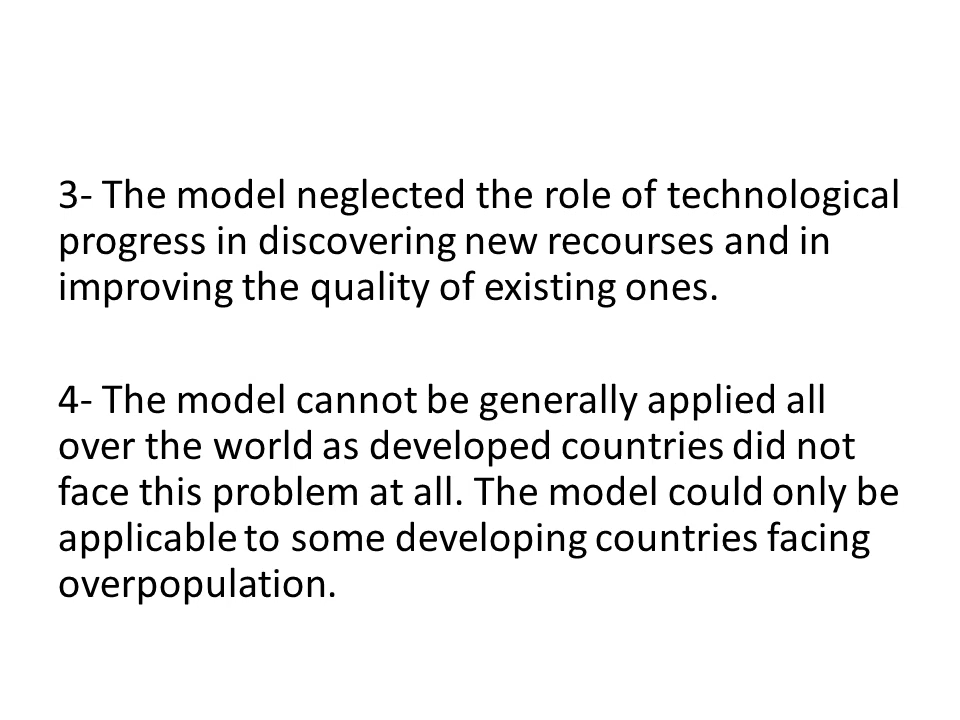 3- The model neglected the role of technological
progress in discovering new recourses and in
improving the quality of existing ones.
4- The model cannot be generally applied all
over the world as developed countries did not
face this problem at all. The model could only be
applicable to some developing countries facing
overpopulation.